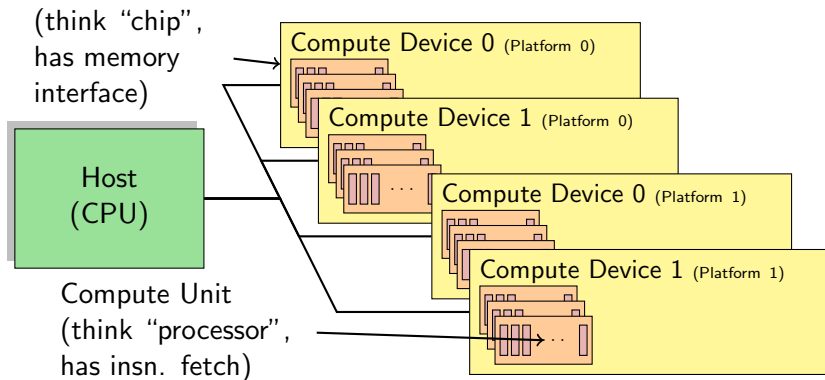 (think “chip”,
has memory
interface)
Compute Device 0 (Platform 0)
Compute Device 1 (Platform 0)
· · ·
Host
(CPU)
Compute Device 0 (Platform 1)
Compute Device 1 (Platform 1)
Compute Unit
(think “processor”,
has insn. fetch)
· · ·